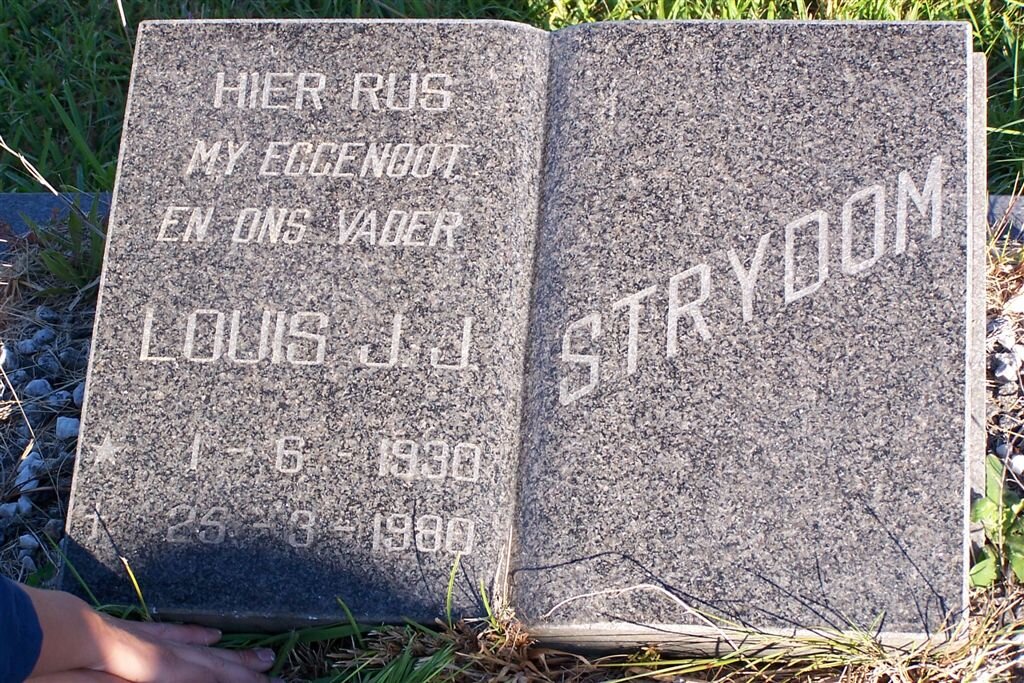 HIER RUS
MY EGGENOOT
EN ONS VADER
LOUIS J.J
★ 1 - 6 - 1930
† 25 - 3 - 1980
STRYDOM